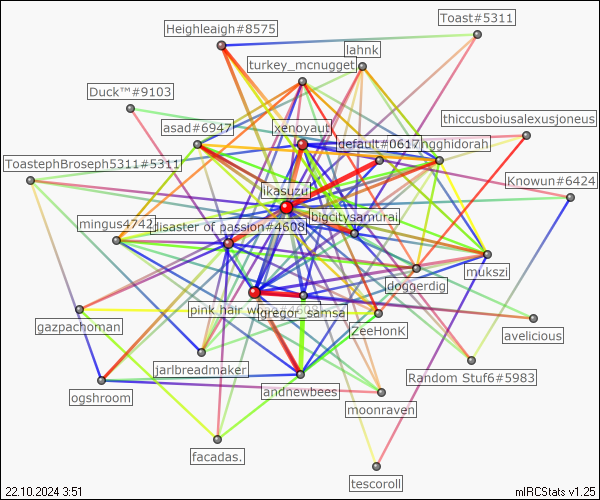 Toast#5311
Heighleaigh#8575
lahnk
turkey_mcnugget
Duck™#9103
thiccusboiusalexusjoneus
asad#6947
xenoyaut
default#0617
ngghidorah
ToastephBroseph5311#5311
Knowun#6424
ikasuzu
bigcitysamurai
mingus4742
disaster of passion#4608
mukszi
doggerdig
pink hair w
gregor_samsa
gazpachoman
ZeeHonK
avelicious
jarlbreadmaker
Random Stuf6#5983
andnewbees
ogshroom
moonraven
facadas.
tescoroll
22.10.2024 3:51
mIRCStats v1.25